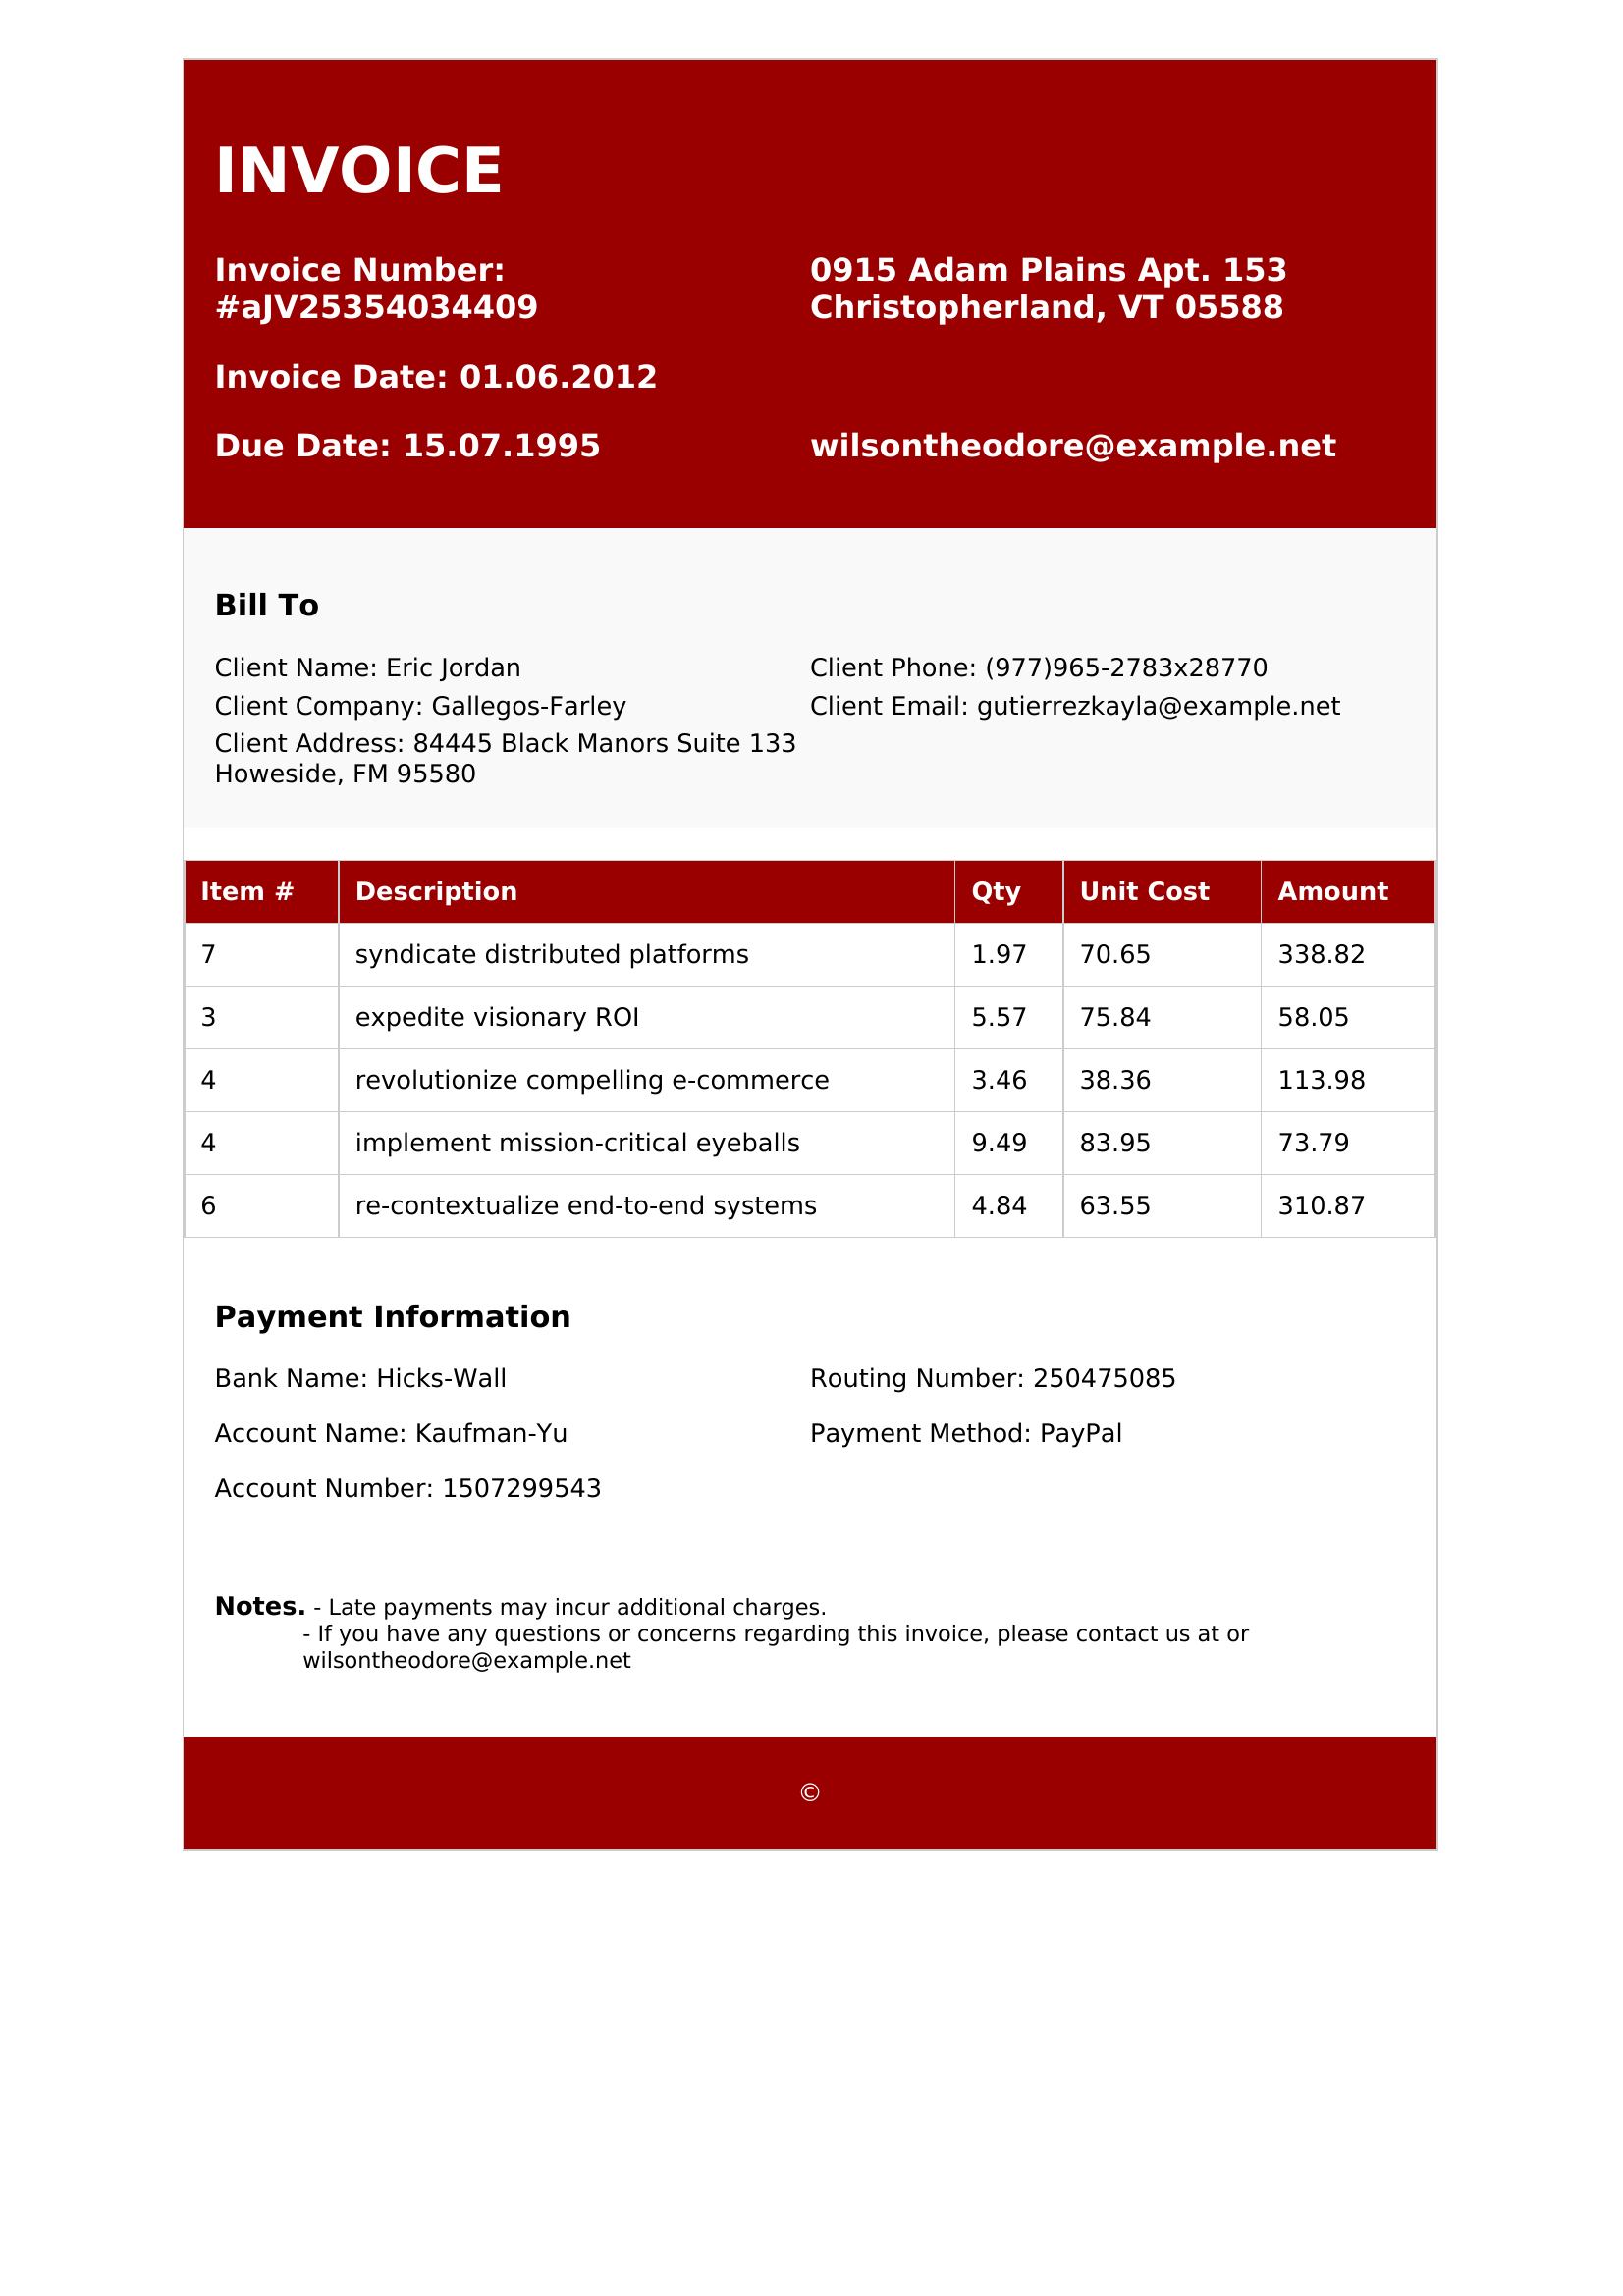 INVOICE
Invoice Number:
#aJV25354034409
0915 Adam Plains Apt. 153
Christopherland, VT 05588
Invoice Date: 01.06.2012
Due Date: 15.07.1995
wilsontheodore@example.net
Bill To
Client Name: Eric Jordan
Client Company: Gallegos-Farley
Client Address: 84445 Black Manors Suite 133
Howeside, FM 95580
Client Phone: (977)965-2783x28770
Client Email: gutierrezkayla@example.net
Item # Description Qty Unit Cost Amount
7 syndicate distributed platforms 1.97 70.65 338.82
3 expedite visionary ROI 5.57 75.84 58.05
4 revolutionize compelling e-commerce 3.46 38.36 113.98
4 implement mission-critical eyeballs 9.49 83.95 73.79
6 re-contextualize end-to-end systems 4.84 63.55 310.87
Payment Information
Bank Name: Hicks-Wall
Account Name: Kaufman-Yu
Account Number: 1507299543
Routing Number: 250475085
Payment Method: PayPal
Notes. - Late payments may incur additional charges.
- If you have any questions or concerns regarding this invoice, please contact us at or
wilsontheodore@example.net
©